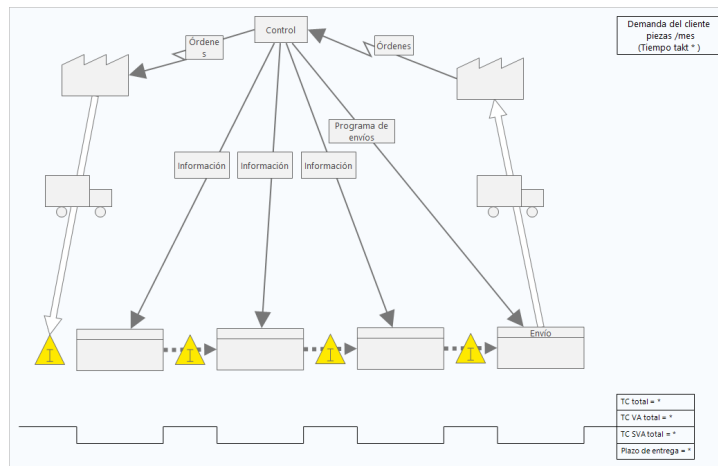 Control
Órdene
s
Órdenes
Demanda del cliente
piezas /mes
(Tiempo takt * )
Programa de
envíos
Información
Información
Información
Envío
I
I
I
I
TC total = *
TC VA total = *
TC SVA total = *
Plazo de entrega = *